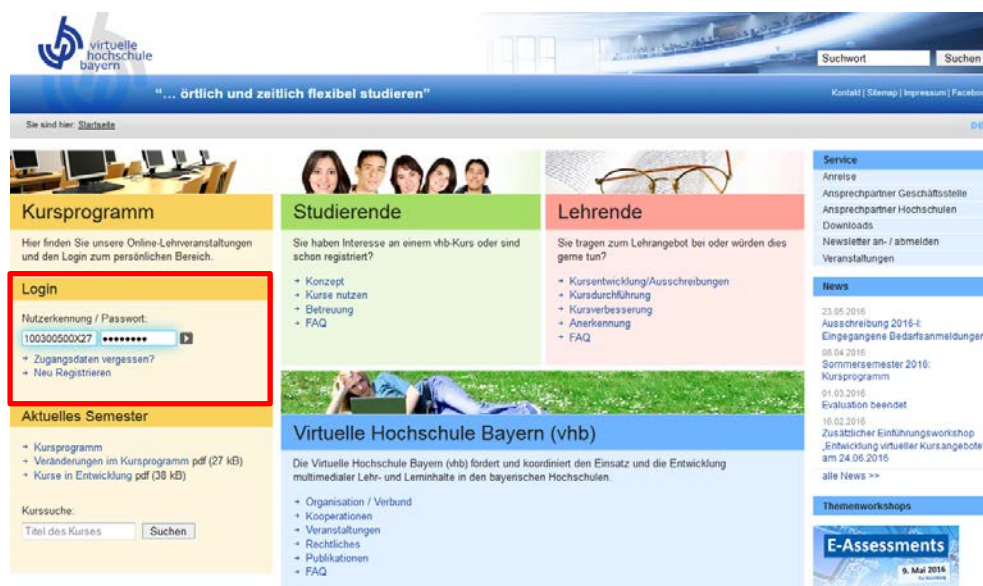 virtuelle
hochschule
bayern
Suchwort
Suchen
"... örtlich und zeitlich flexibel studieren"
Kontakt | Sitemap | Impressum |
Sie sind hier: Startseite
Kursprogramm
Hier finden Sie unsere Online-Lehrveranstaltungen
und den Login zum persönlichen Bereich.
Login
Nutzerkennung / Passwort:
100300500X27 ••••••••
Zugangsdaten vergessen?
Neu Registrieren
Aktuelles Semester
Kursprogramm
Veränderungen im Kursprogramm pdf (27 kB)
Kurse in Entwicklung pdf (38 kB)
Kurssuche:
Titel des Kurses
Suchen
Studierende
Sie haben Interesse an einem vhb-Kurs oder sind
schon registriert?
Konzept
Kurse nutzen
Betreuung
FAQ
Lehrende
Sie tragen zum Lehrangebot bei oder würden dies
gerne tun?
Kursentwicklung/Ausschreibungen
Kursdurchführung
Kursverbesserung
Anerkennung
FAQ
Virtuelle Hochschule Bayern (vhb)
Die Virtuelle Hochschule Bayern (vhb) fördert und koordiniert den Einsatz und die Entwicklung
multimedialer Lehr- und Lerninhalte in den bayerischen Hochschulen.
Organisation / Verbund
Kooperationen
Veranstaltungen
Rechtliches
Publikationen
FAQ
Service
Anreise
Ansprechpartner Geschäftsstelle
Ansprechpartner Hochschulen
Downloads
Newsletter an- / abmelden
Veranstaltungen
News
23.05.2016
Ausschreibung 2016-I:
Eingegangene Bedarfsanmeldungen
08.04.2016
Sommersemester 2016:
Kursprogramm
01.03.2016
Evaluation beendet
16.02.2016
Zusätzlicher Einführungsworkshop
„Entwicklung virtueller Kursangebote
am 24.06.2016
alle News >>
Themenworkshops
E-Assessments
9. Mai 2016